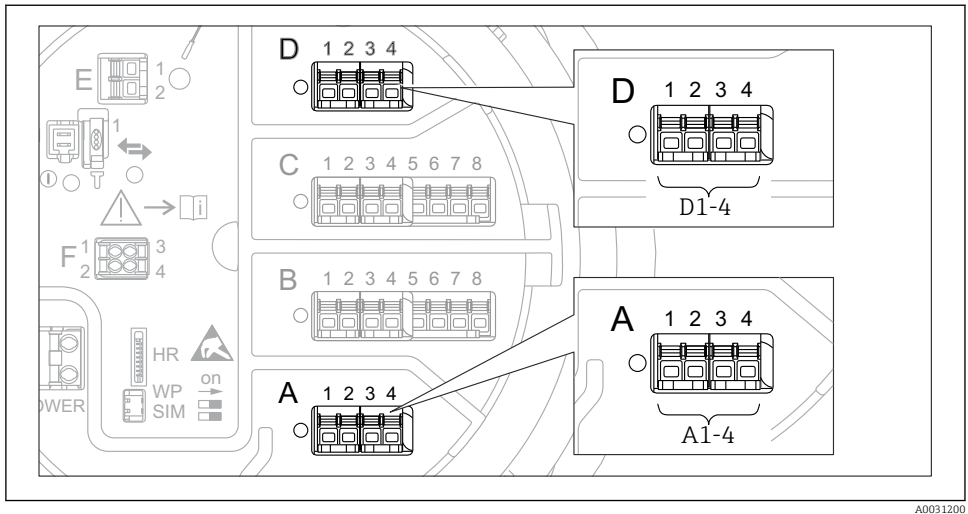 D 1 2 3 4
E 1
2
D 1 2 3 4
1
C 1 2 3 4 5 6 7 8
D1-4
i
F 1 3
2 4
B 1 2 3 4 5 6 7 8
A 1 2 3 4
HR
on
WP
SIM
OWER
A 1 2 3 4
A1-4
A0031200